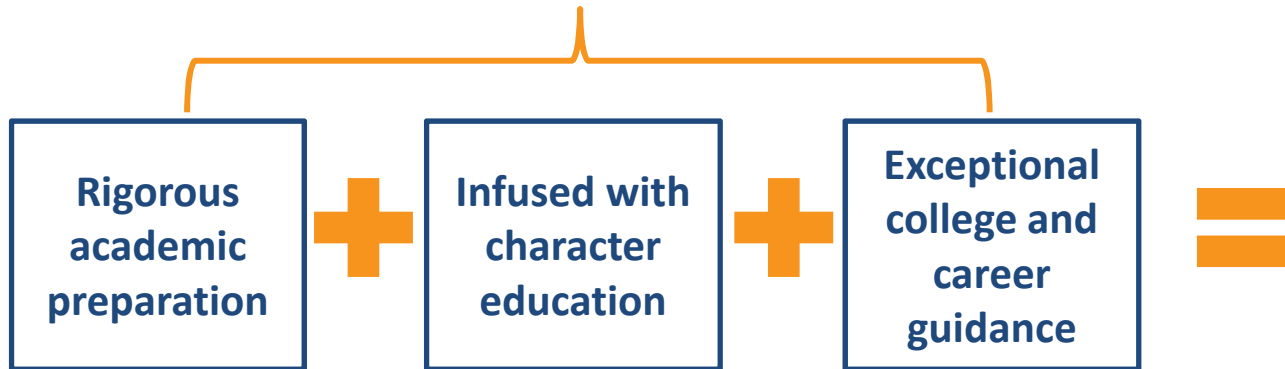 Rigorous
academic
preparation
Infused with
character
education
Exceptional
college and
career
guidance